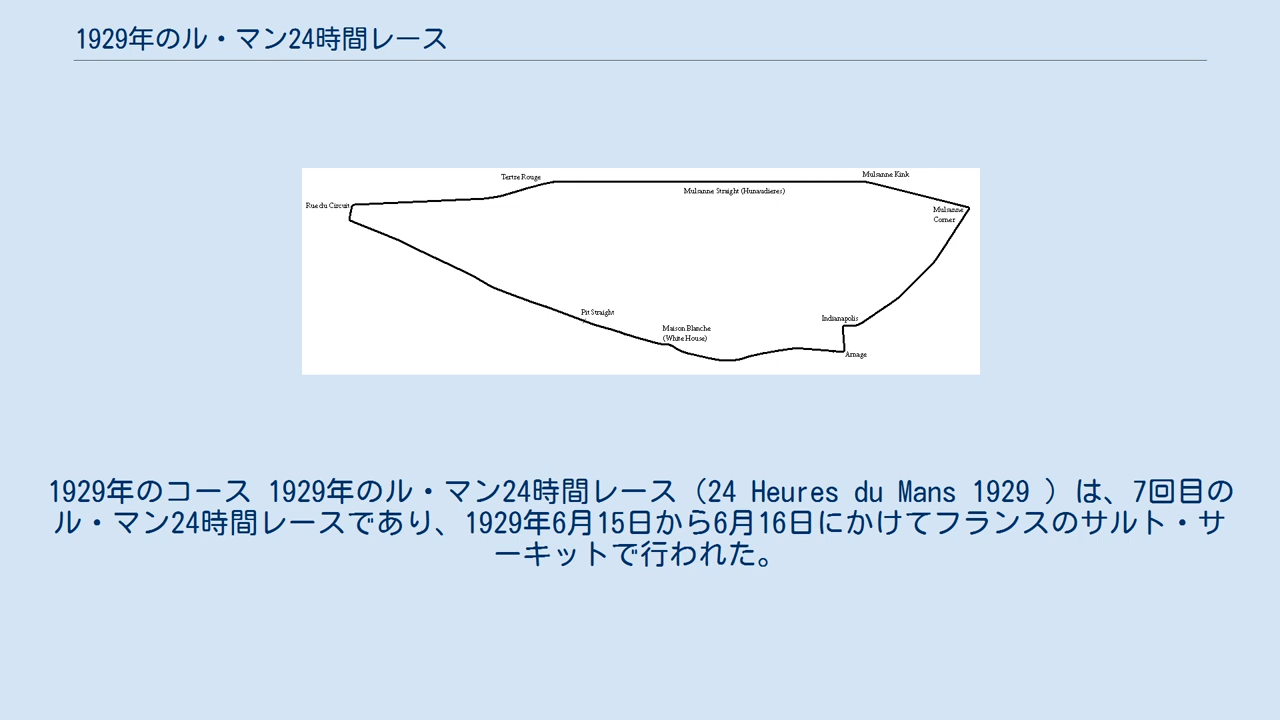 1929年のル・マン24時間レース
Tertre Rouge
Mulsanne Kink
Mulsanne Straight (Hunaudieres)
Rue du Circuit
Mulsanne
Corner
Pit Straight
Indianapolis
Maison Blanche
(White House)
Arnage
1929年のコース 1929年のル・マン24時間レース（24 Heures du Mans 1929 ）は、7回目の
ル・マン24時間レースであり、1929年6月15日から6月16日にかけてフランスのサルト・サ
ーキットで行われた。